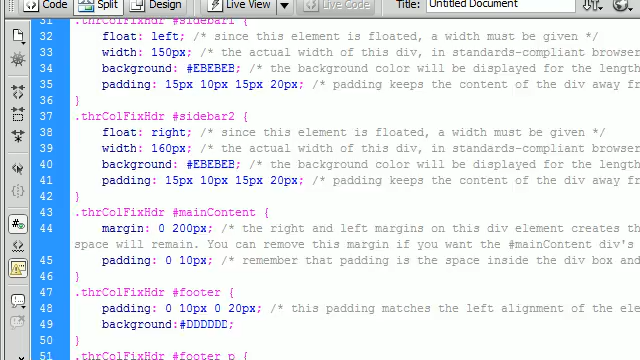 Code Split Design Live View Live Code Title: Untitled Document
31 .thrColFixHdr #sidebar1
32 float: left; /* since this element is floated, a width must be given */
33 width: 150px; /* the actual width of this div, in standards-compliant browser
34 background: #EBEBEB; /* the background color will be displayed for the length
35 padding: 15px 10px 15px 20px; /* padding keeps the content of the div away fr
36 }
37 .thrColFixHdr #sidebar2 {
38 float: right; /* since this element is floated, a width must be given */
39 width: 160px; /* the actual width of this div, in standards-compliant browser
40 background: #EBEBEB; /* the background color will be displayed for the length
41 padding: 15px 10px 15px 20px; /* padding keeps the content of the div away fr
42 }
43 .thrColFixHdr #mainContent {
44 margin: 0 200px; /* the right and left margins on this div element creates th
space will remain. You can remove this margin if you want the #mainContent div's
45 padding: 0 10px; /* remember that padding is the space inside the div box and
46 }
47 .thrColFixHdr #footer {
48 padding: 0 10px 0 20px; /* this padding matches the left alignment of the ele
49 background:#DDDDDD;
50 }
51 .thrColFixHdr #footer p {